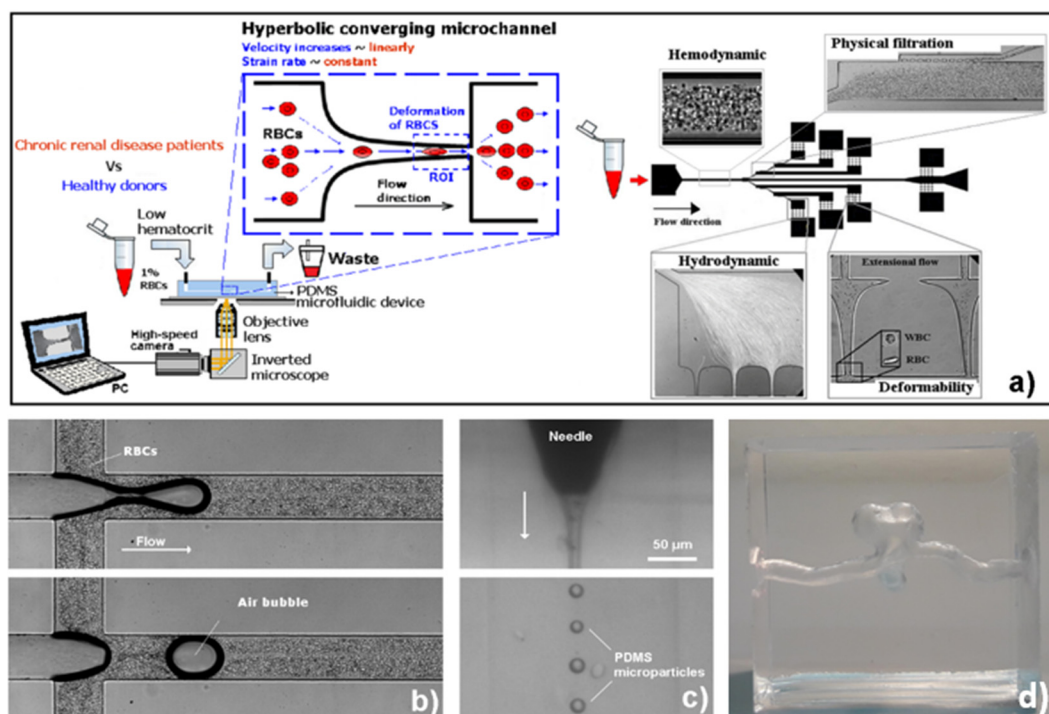 Hyperbolic converging microchannel
Velocity increases ~ linearly
Strain rate ~ constant
RBCs
Deformation
of RBCS
ROI
Flow
direction
Chronic renal disease patients
Vs
Healthy donors
Low
hematocrit
1%
RBCs
Waste
PDMS
microfluidic device
Objective
lens
High-speed
camera
Inverted
microscope
PC
Hemodynamic
Physical filtration
Flow direction
Hydrodynamic
Extensional flow
WBC
RBC
Deformability
a)
RBCs
Flow
Air bubble
b)
Needle
50 µm
PDMS
microparticles
c)
d)